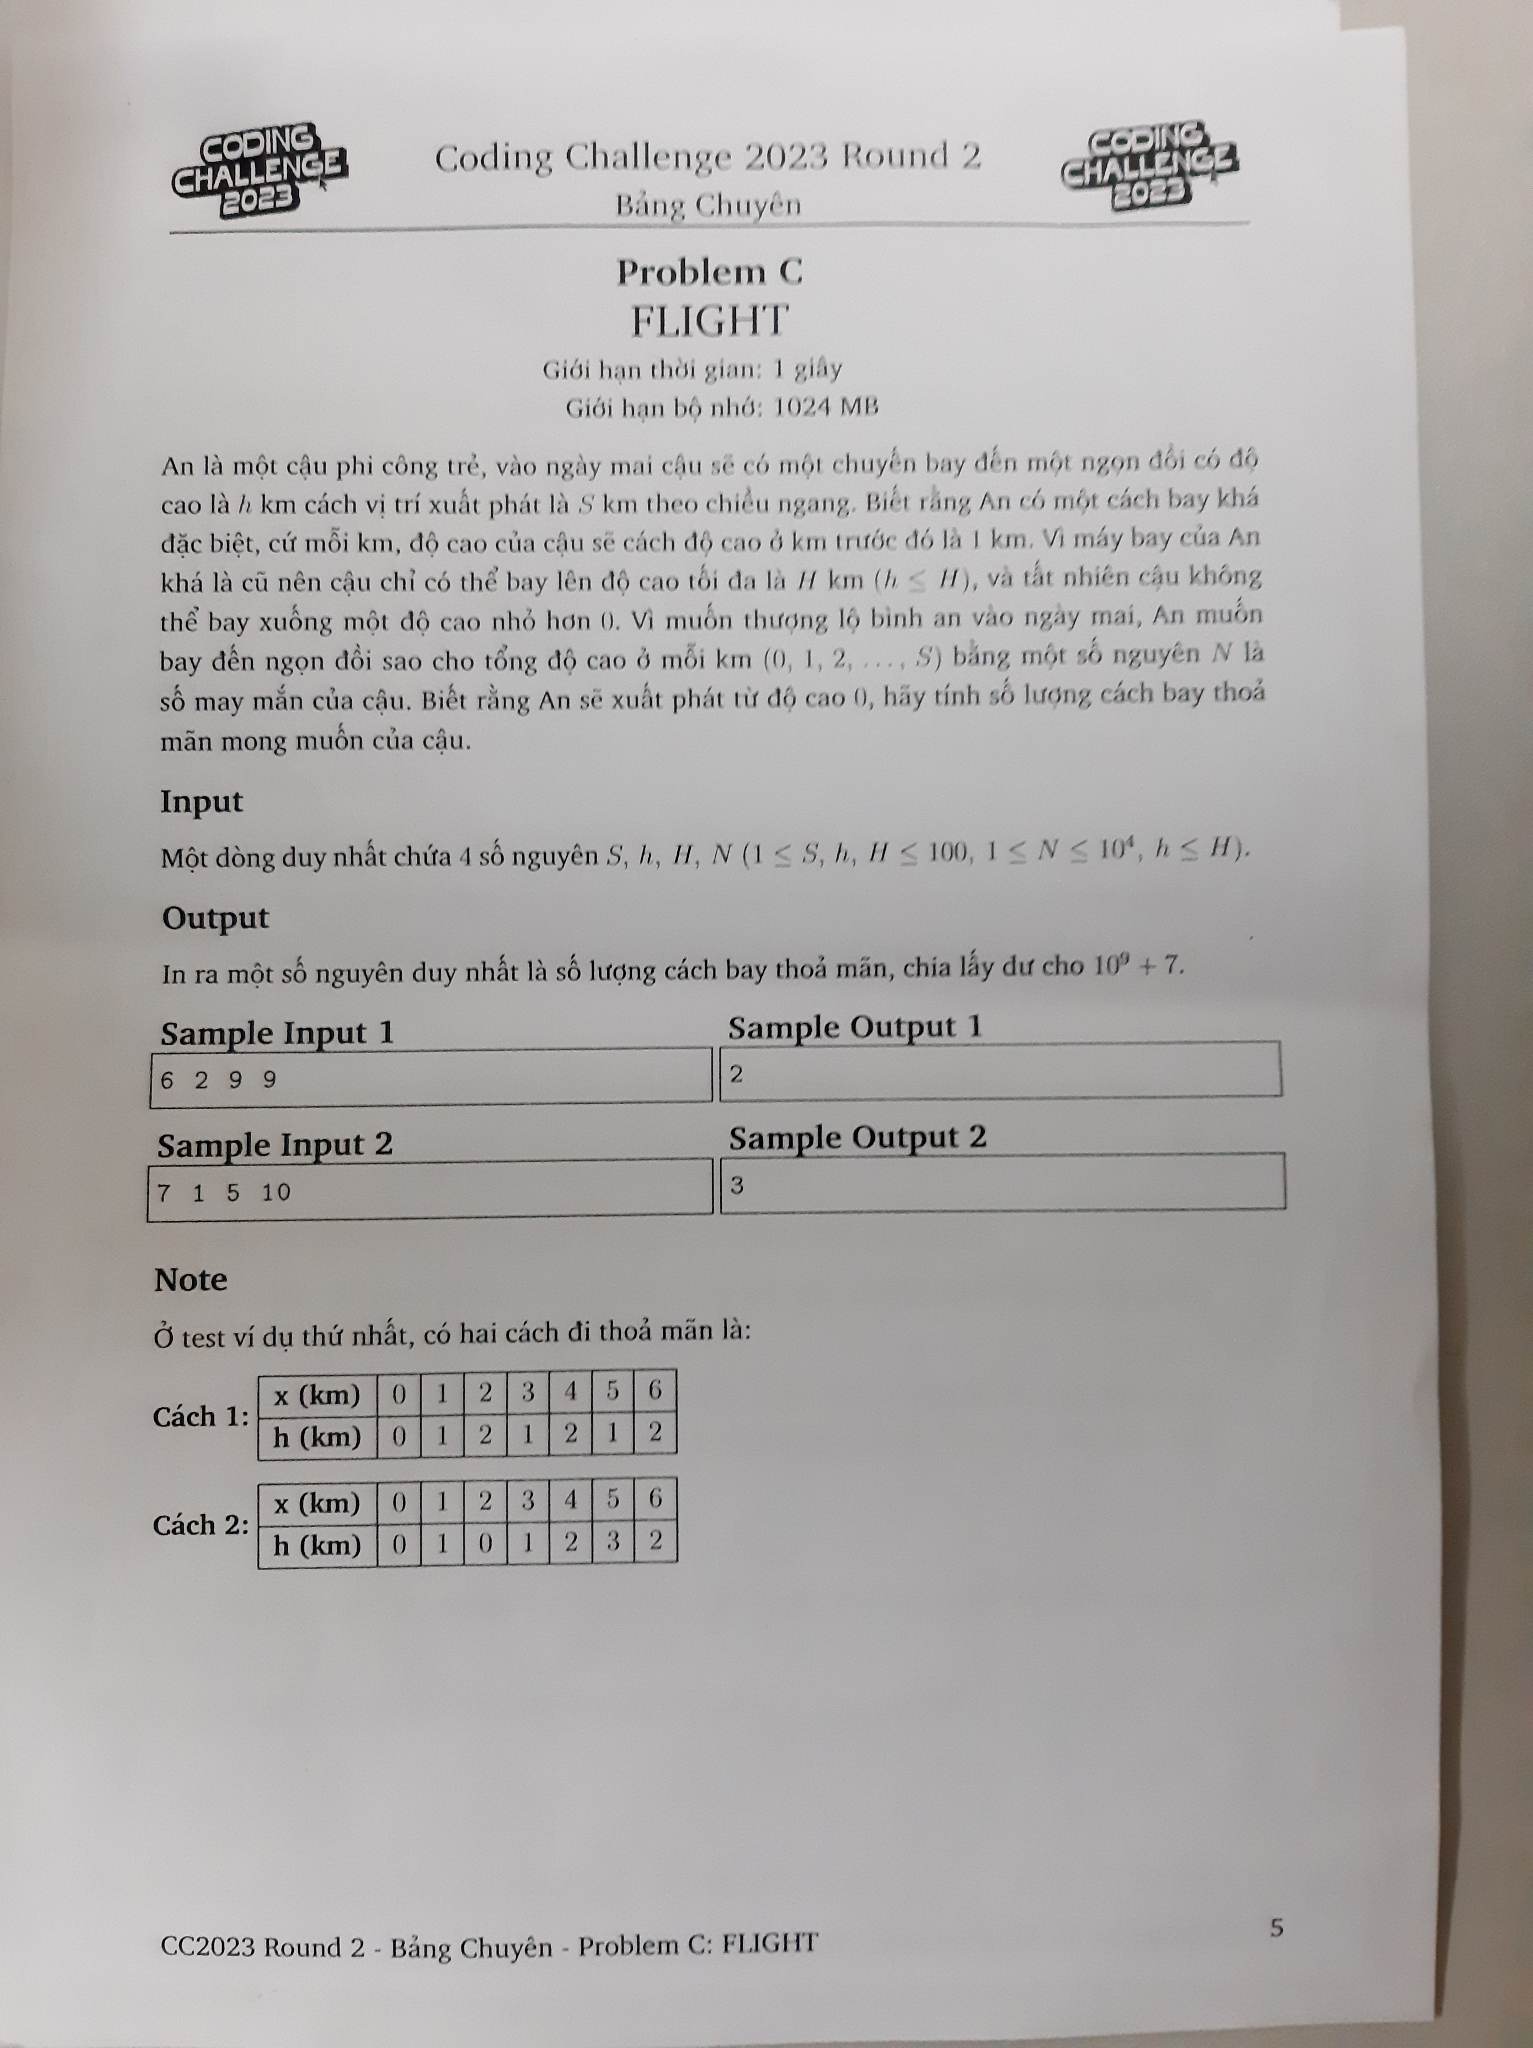 CODING
CHALLENGE
2023
Coding Challenge 2023 Round 2
Bảng Chuyên
CODING
CHALLENGE
2023
Problem C
FLIGHT
Giới hạn thời gian: 1 giây
Giới hạn bộ nhớ: 1024 MB
An là một cậu phi công trẻ, vào ngày mai cậu sẽ có một chuyến bay đến một ngọn đồi có độ
cao là h km cách vị trí xuất phát là S km theo chiều ngang. Biết rằng An có một cách bay khá
đặc biệt, cứ mỗi km, độ cao của cậu sẽ cách độ cao ở km trước đó là 1 km. Vì máy bay của An
khá là cũ nên cậu chỉ có thể bay lên độ cao tối đa là H km (h ≤ H), và tất nhiên cậu không
thể bay xuống một độ cao nhỏ hơn 0. Vì muốn thượng lộ bình an vào ngày mai, An muốn
bay đến ngọn đồi sao cho tổng độ cao ở mỗi km (0, 1, 2, . . . , S) bằng một số nguyên N là
số may mắn của cậu. Biết rằng An sẽ xuất phát từ độ cao 0, hãy tính số lượng cách bay thoả
mãn mong muốn của cậu.
Input
Một dòng duy nhất chứa 4 số nguyên S, h, H, N (1 ≤ S, h, H ≤ 100, 1 ≤ N ≤ 10⁴, h ≤ H).
Output
In ra một số nguyên duy nhất là số lượng cách bay thoả mãn, chia lấy dư cho 10⁹ + 7.
Sample Input 1
Sample Output 1
6 2 9 9
2
Sample Input 2
Sample Output 2
7 1 5 10
3
Note
Ở test ví dụ thứ nhất, có hai cách đi thoả mãn là:
Cách 1:
x (km) 0 1 2 3 4 5 6
h (km) 0 1 2 1 2 1 2
Cách 2:
x (km) 0 1 2 3 4 5 6
h (km) 0 1 0 1 2 3 2
CC2023 Round 2 - Bảng Chuyên - Problem C: FLIGHT
5